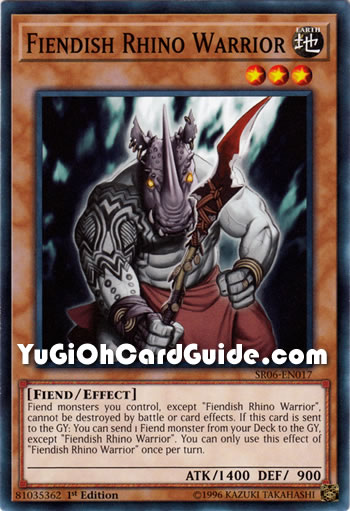 FIENDISH RHINO WARRIOR
EARTH
地
YuGiOhCardGuide.com
SR06-EN017
[FIEND/EFFECT]
Fiend monsters you control, except "Fiendish Rhino Warrior",
cannot be destroyed by battle or card effects. If this card is sent
to the GY: You can send 1 Fiend monster from your Deck to the GY,
except "Fiendish Rhino Warrior". You can only use this effect of
"Fiendish Rhino Warrior" once per turn.
ATK/1400 DEF/ 900
81035362 1st Edition ©1996 KAZUKI TAKAHASHI